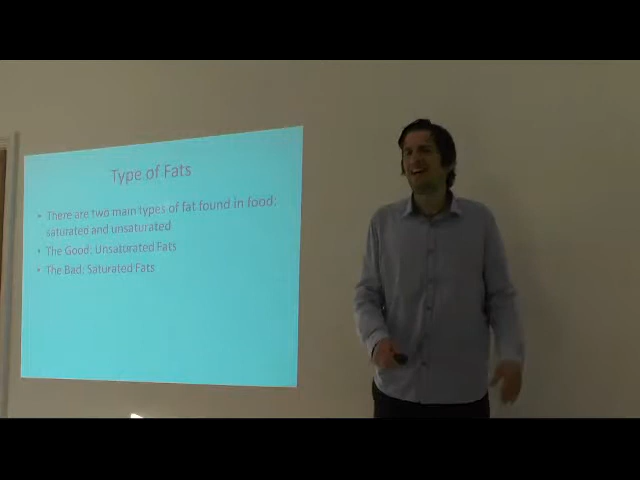 Type of Fats
• There are two main types of fat found in food:
saturated and unsaturated
• The Good: Unsaturated Fats
• The Bad: Saturated Fats